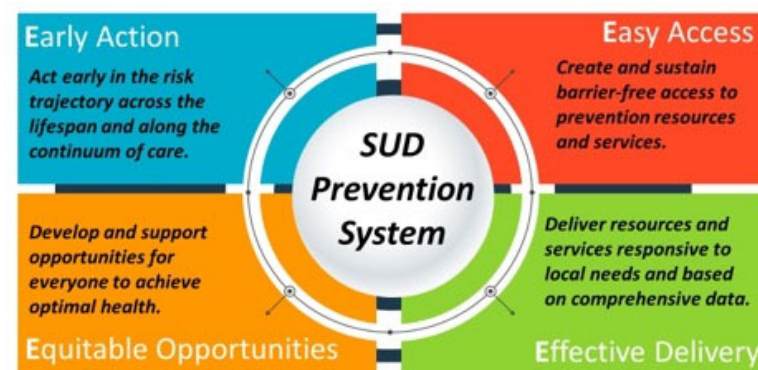 Early Action
Act early in the risk
trajectory across the
lifespan and along the
continuum of care.
Easy Access
Create and sustain
barrier-free access to
prevention resources
and services.
SUD
Prevention
System
Develop and support
opportunities for
everyone to achieve
optimal health.
Equitable Opportunities
Deliver resources and
services responsive to
local needs and based
on comprehensive data.
Effective Delivery